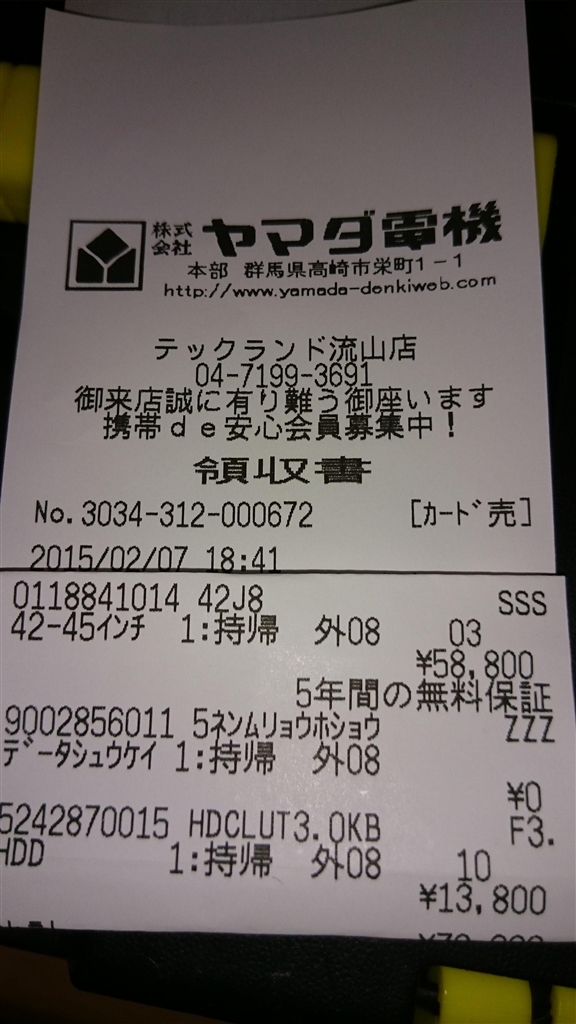 株式会社 ヤマダ電機
本部 群馬県高崎市栄町1-1
http://www.yamada-denkiweb.com
テックランド流山店
04-7199-3691
御来店誠に有り難う御座います
携帯de安心会員募集中!
領収書
No.3034-312-000672 [カード売]
2015/02/07 18:41
0118841014 42J8 SSS
42-45インチ 1:持帰 外08 03
¥58,800
5年間の無料保証
9002856011 5ネンムリョウホショウ ZZZ
データシュウケイ 1:持帰 外08
¥0
5242870015 HDCLUT3.0KB F3.
HDD 1:持帰 外08 10
¥13,800